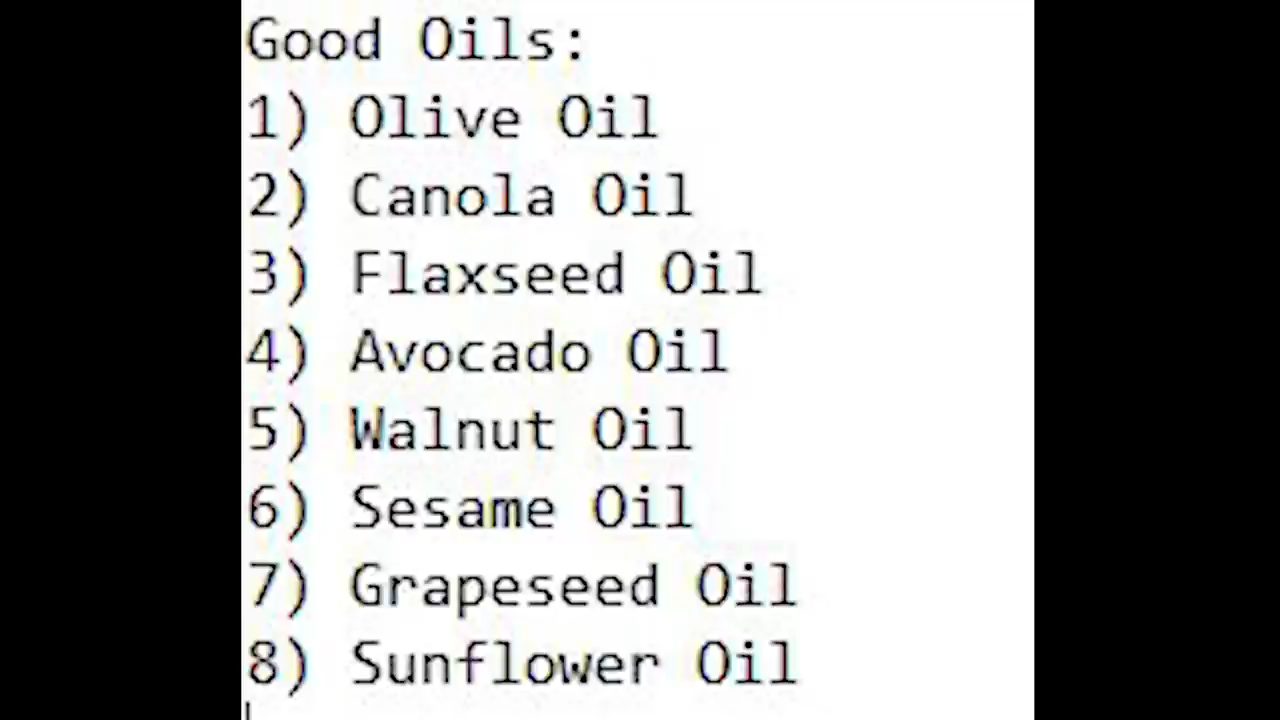 Good Oils:
1) Olive Oil
2) Canola Oil
3) Flaxseed Oil
4) Avocado Oil
5) Walnut Oil
6) Sesame Oil
7) Grapeseed Oil
8) Sunflower Oil